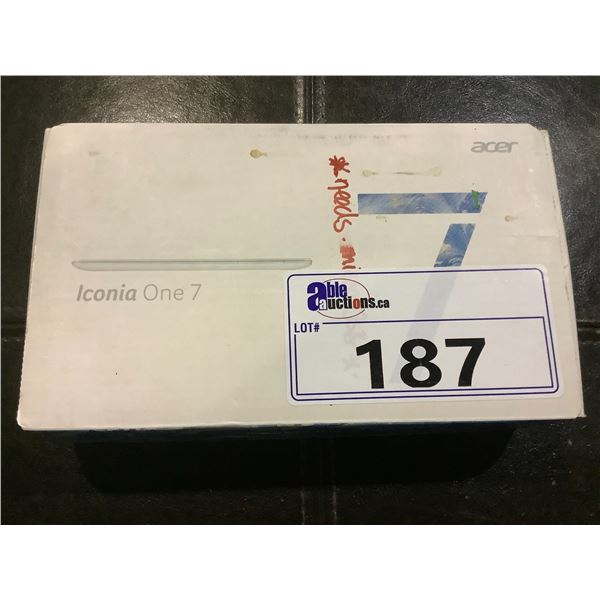 acer
* needs.
7
Iconia One 7
able auctions.ca
LOT#
187